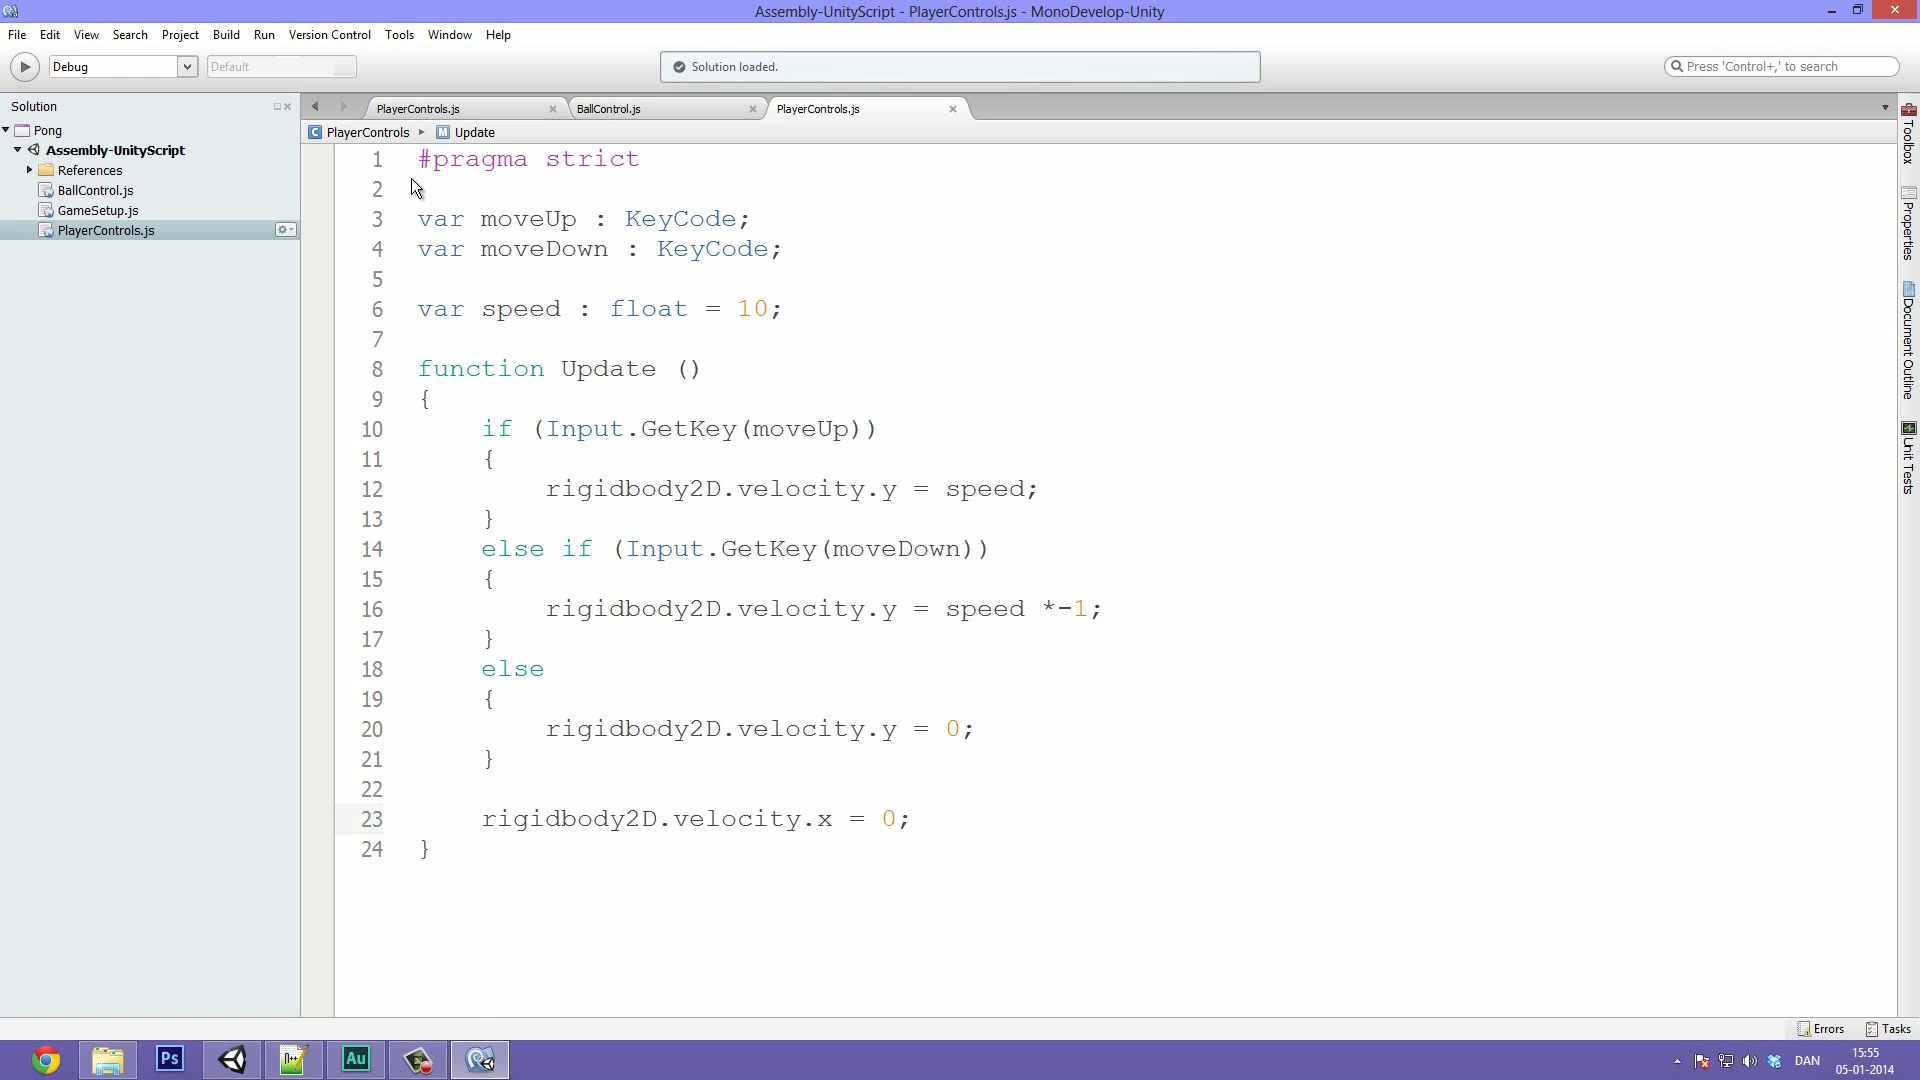 Assembly-UnityScript - PlayerControls.js - MonoDevelop-Unity
File Edit View Search Project Build Run Version Control Tools Window Help
Debug Default Solution loaded. Press 'Control+,' to search
Solution PlayerControls.js BallControl.js PlayerControls.js
PlayerControls Update
Pong
Assembly-UnityScript
References
BallControl.js
GameSetup.js
PlayerControls.js
1 #pragma strict
2
3 var moveUp : KeyCode;
4 var moveDown : KeyCode;
5
6 var speed : float = 10;
7
8 function Update ()
9 {
10 if (Input.GetKey(moveUp))
11 {
12 rigidbody2D.velocity.y = speed;
13 }
14 else if (Input.GetKey(moveDown))
15 {
16 rigidbody2D.velocity.y = speed *-1;
17 }
18 else
19 {
20 rigidbody2D.velocity.y = 0;
21 }
22
23 rigidbody2D.velocity.x = 0;
24 }
Toolbox
Properties
Document Outline
Unit Tests
Errors Tasks
Ps Au DAN 15:55
05-01-2014